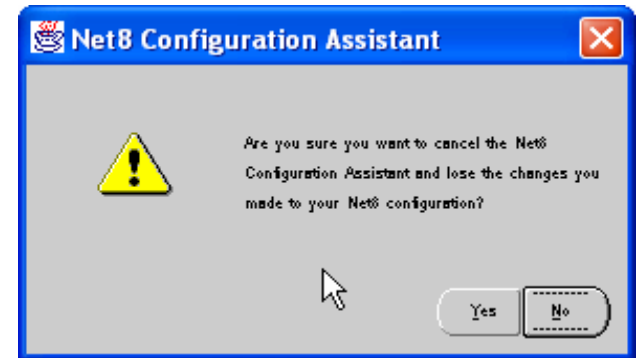 Net8 Configuration Assistant
Are you sure you want to cancel the Net8
Configuration Assistant and lose the changes you
made to your Net8 configuration?
Yes No